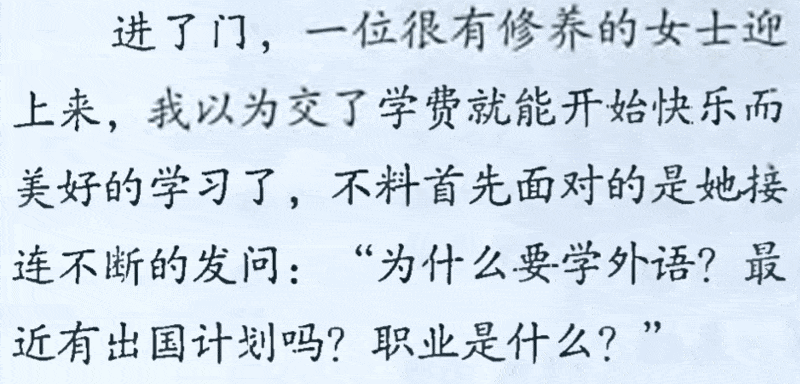 进了门，一位很有修养的女士迎
上来，我以为交了学费就能开始快乐而
美好的学习了，不料首先面对的是她接
连不断的发问：“为什么要学外语？最
近有出国计划吗？职业是什么？”